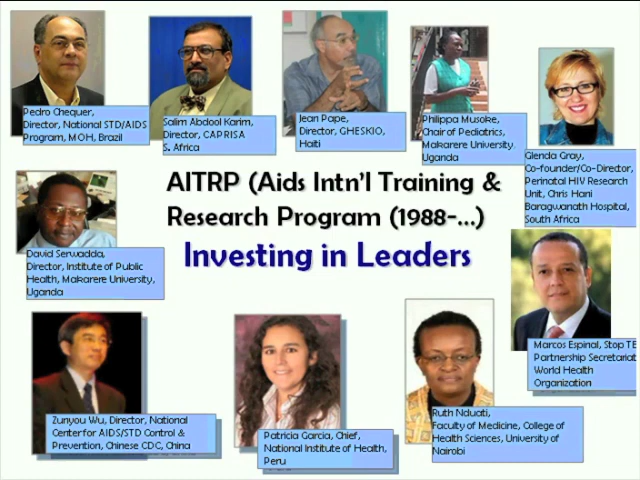 Pedro Chequer,
Director, National STD/AIDS
Program, MOH, Brazil
Salim Abdool Karim,
Director, CAPRISA
S. Africa
Jean Pape,
Director, GHESKIO,
Haiti
Philippa Musoke,
Chair of Pediatrics,
Makarere University.
Uganda
Glenda Gray,
Co-founder/Co-Director,
Perinatal HIV Research
Unit, Chris Hani
Baragwanath Hospital,
South Africa
AITRP (Aids Intn'l Training &
Research Program (1988-...)
Investing in Leaders
David Serwadda,
Director, Institute of Public
Health, Makarere University,
Uganda
Marcos Espinal, Stop TB
Partnership Secretariat
World Health
Organization
Zunyou Wu, Director, National
Center for AIDS/STD Control &
Prevention, Chinese CDC, China
Patricia Garcia, Chief,
National Institute of Health,
Peru
Ruth Nduati,
Faculty of Medicine, College of
Health Sciences, University of
Nairobi